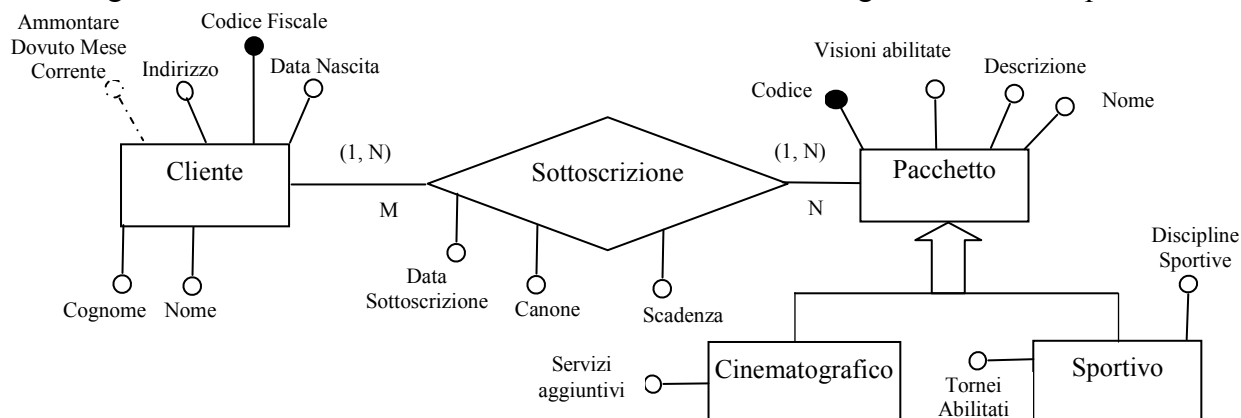 Ammontare
Dovuto Mese
Corrente
Codice Fiscale
Indirizzo
Data Nascita
Visioni abilitate
Descrizione
Codice
Nome
Cliente
(1, N)
M
Sottoscrizione
(1, N)
N
Pacchetto
Cognome
Nome
Data
Sottoscrizione
Canone
Scadenza
Discipline
Sportive
Servizi
aggiuntivi
Cinematografico
Tornei
Abilitati
Sportivo